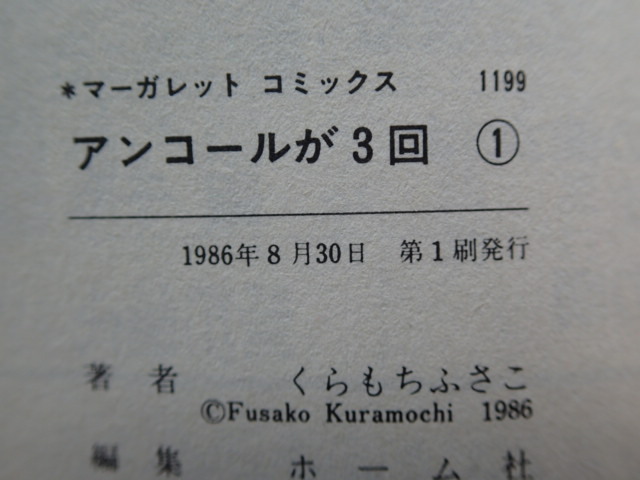 *マーガレット コミックス 1199
アンコールが3回 ①
1986年8月30日 第1刷発行
著者 くらもちふさこ
©Fusako Kuramochi 1986
編集 ホーム社